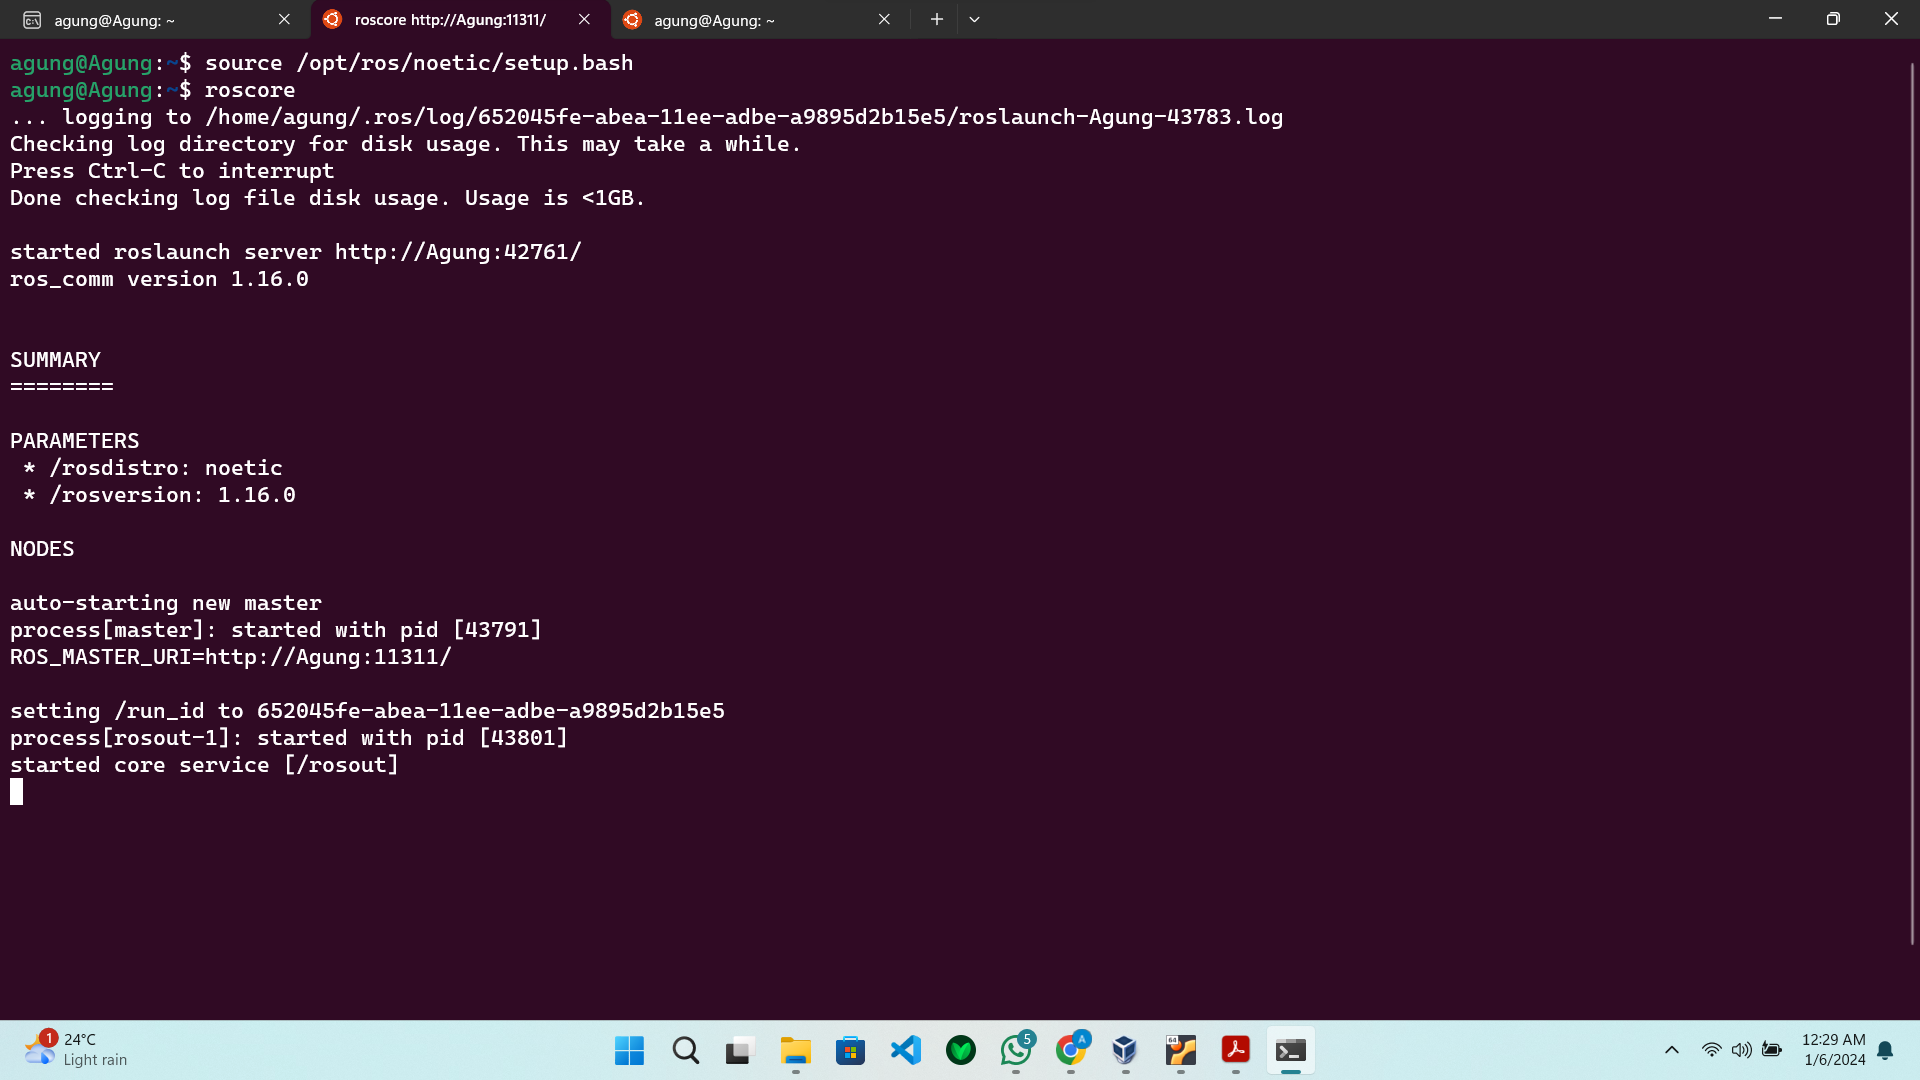 agung@Agung: ~
roscore http://Agung:11311/
agung@Agung: ~
agung@Agung:~$ source /opt/ros/noetic/setup.bash
agung@Agung:~$ roscore
... logging to /home/agung/.ros/log/652045fe-abea-11ee-adbe-a9895d2b15e5/roslaunch-Agung-43783.log
Checking log directory for disk usage. This may take a while.
Press Ctrl-C to interrupt
Done checking log file disk usage. Usage is <1GB.
started roslaunch server http://Agung:42761/
ros_comm version 1.16.0
SUMMARY
========
PARAMETERS
 * /rosdistro: noetic
 * /rosversion: 1.16.0
NODES
auto-starting new master
process[master]: started with pid [43791]
ROS_MASTER_URI=http://Agung:11311/
setting /run_id to 652045fe-abea-11ee-adbe-a9895d2b15e5
process[rosout-1]: started with pid [43801]
started core service [/rosout]
1
24°C
Light rain
5
A
64
12:29 AM
1/6/2024